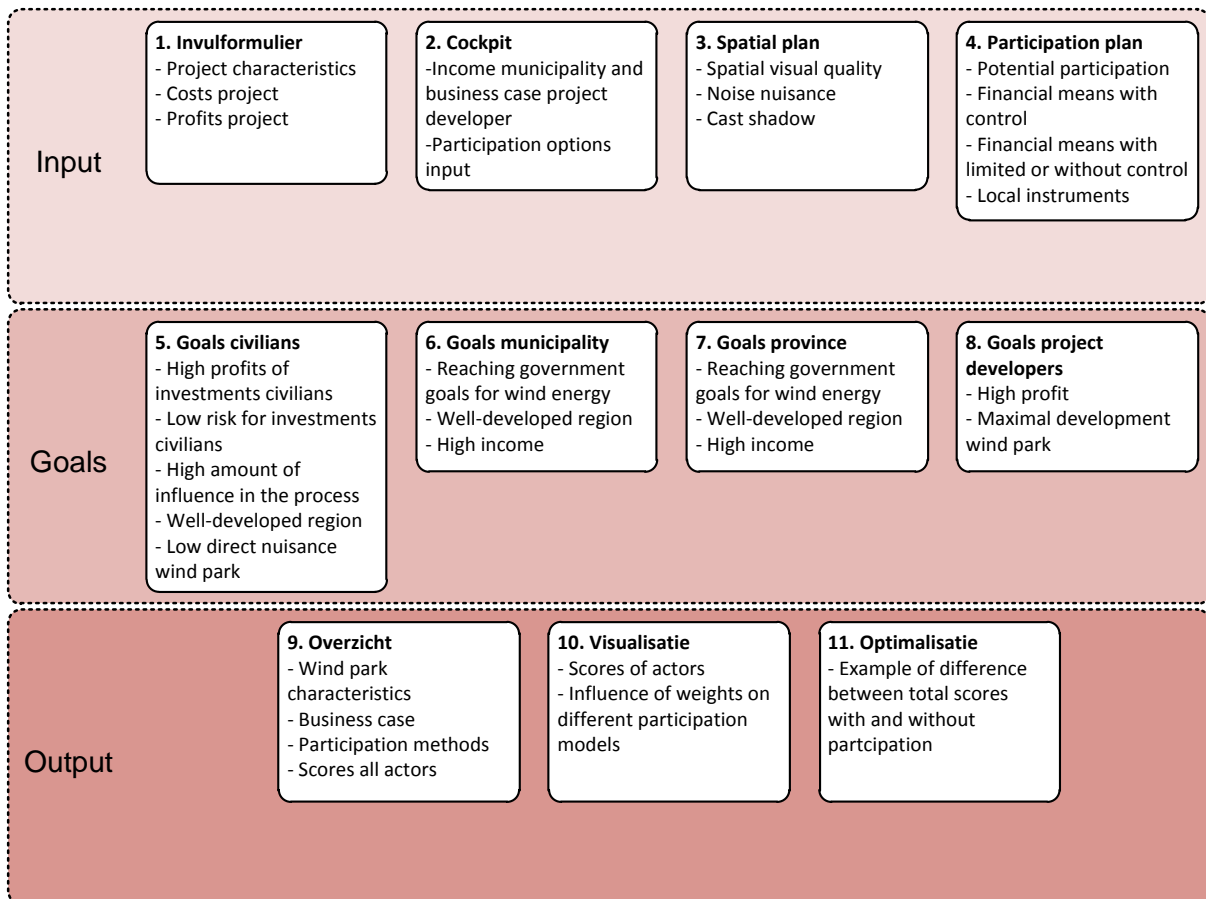 Input
1. Invulformulier
- Project characteristics
- Costs project
- Profits project
2. Cockpit
-Income municipality and
business case project
developer
-Participation options
input
3. Spatial plan
- Spatial visual quality
- Noise nuisance
- Cast shadow
4. Participation plan
- Potential participation
- Financial means with
control
- Financial means with
limited or without control
- Local instruments
Goals
5. Goals civilians
- High profits of
investments civilians
- Low risk for investments
civilians
- High amount of
influence in the process
- Well-developed region
- Low direct nuisance
wind park
6. Goals municipality
- Reaching government
goals for wind energy
- Well-developed region
- High income
7. Goals province
- Reaching government
goals for wind energy
- Well-developed region
- High income
8. Goals project
developers
- High profit
- Maximal development
wind park
Output
9. Overzicht
- Wind park
characteristics
- Business case
- Participation methods
- Scores all actors
10. Visualisatie
- Scores of actors
- Influence of weights on
different participation
models
11. Optimalisatie
- Example of difference
between total scores
with and without
partcipation